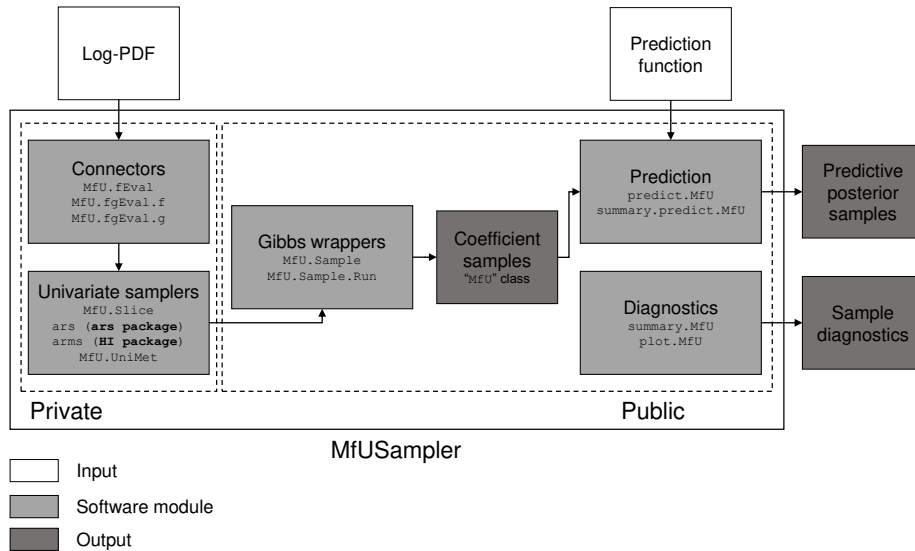 Log-PDF
Prediction
function
Connectors
MfU.fEval
MfU.fgEval.f
MfU.fgEval.g
Univariate samplers
MfU.Slice
ars (ars package)
arms (HI package)
MfU.UniMet
Private
Gibbs wrappers
MfU.Sample
MfU.Sample.Run
Coefficient
samples
"MfU" class
Prediction
predict.MfU
summary.predict.MfU
Diagnostics
summary.MfU
plot.MfU
Public
Predictive
posterior
samples
Sample
diagnostics
MfUSampler
Input
Software module
Output